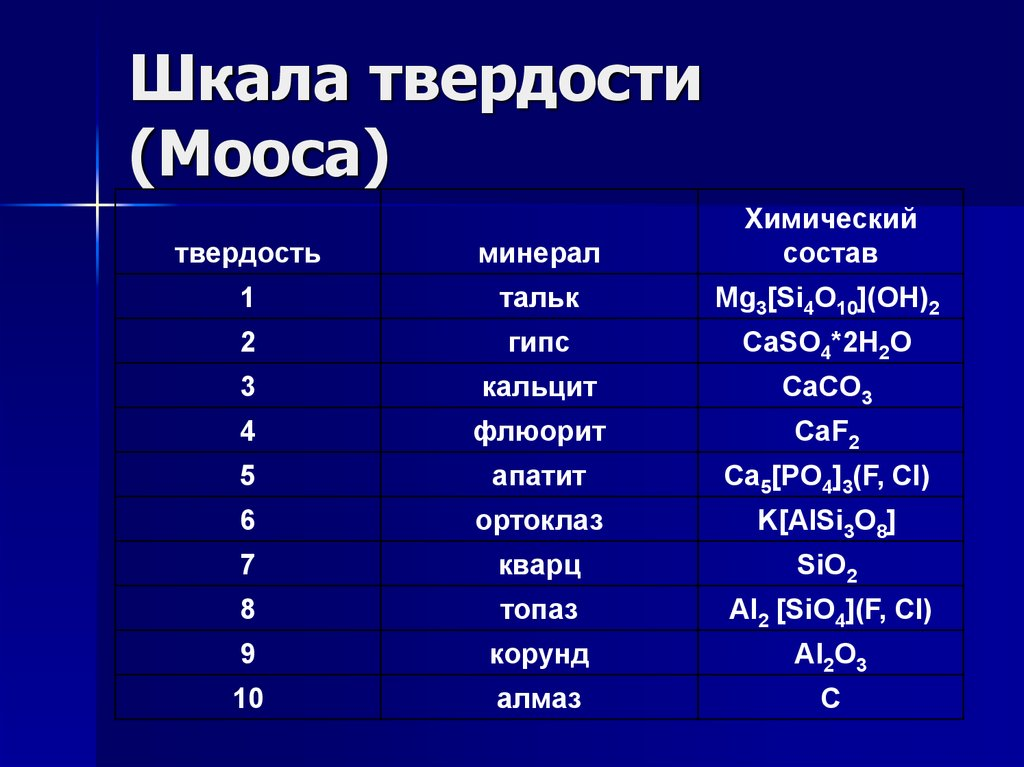 Шкала твердости
(Мооса)
твердость минерал Химический состав
1 тальк Mg₃[Si₄O₁₀](OH)₂
2 гипс CaSO₄*2H₂O
3 кальцит CaCO₃
4 флюорит CaF₂
5 апатит Ca₅[PO₄]₃(F, Cl)
6 ортоклаз K[AlSi₃O₈]
7 кварц SiO₂
8 топаз Al₂ [SiO₄](F, Cl)
9 корунд Al₂O₃
10 алмаз C